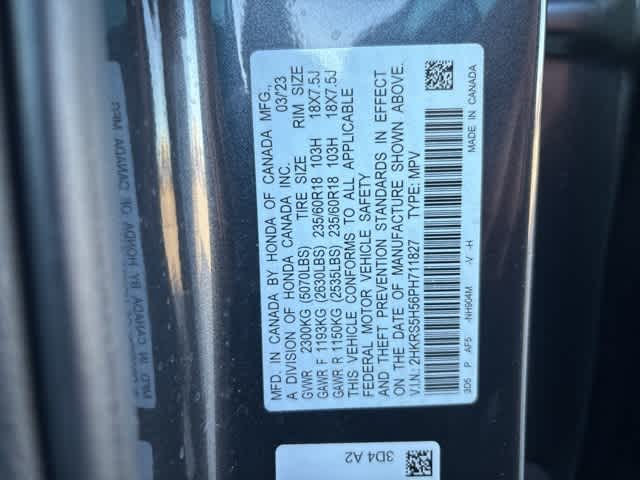 MFD. IN CANADA BY HONDA OF CANADA MFG.,
A DIVISION OF HONDA CANADA INC. 03/23
GVWR 2300KG (5070LBS) TIRE SIZE RIM SIZE
GAWR F 1193KG (2630LBS) 235/60R18 103H 18X7.5J
GAWR R 1150KG (2535LBS) 235/60R18 103H 18X7.5J
THIS VEHICLE CONFORMS TO ALL APPLICABLE
FEDERAL MOTOR VEHICLE SAFETY
AND THEFT PREVENTION STANDARDS IN EFFECT
ON THE DATE OF MANUFACTURE SHOWN ABOVE.
V.I.N.: 2HKRS5H56PH711827 TYPE: MPV
3D5 P AF5 -NH904M -V -H
MADE IN CANADA
3D4 A2